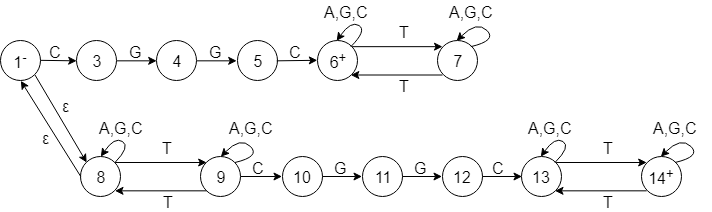 A,G,C A,G,C
1- C 3 G 4 G 5 C 6+ T 7
T
ε
ε
A,G,C A,G,C A,G,C A,G,C
T T
8 9 C 10 G 11 G 12 C 13 14+
T T